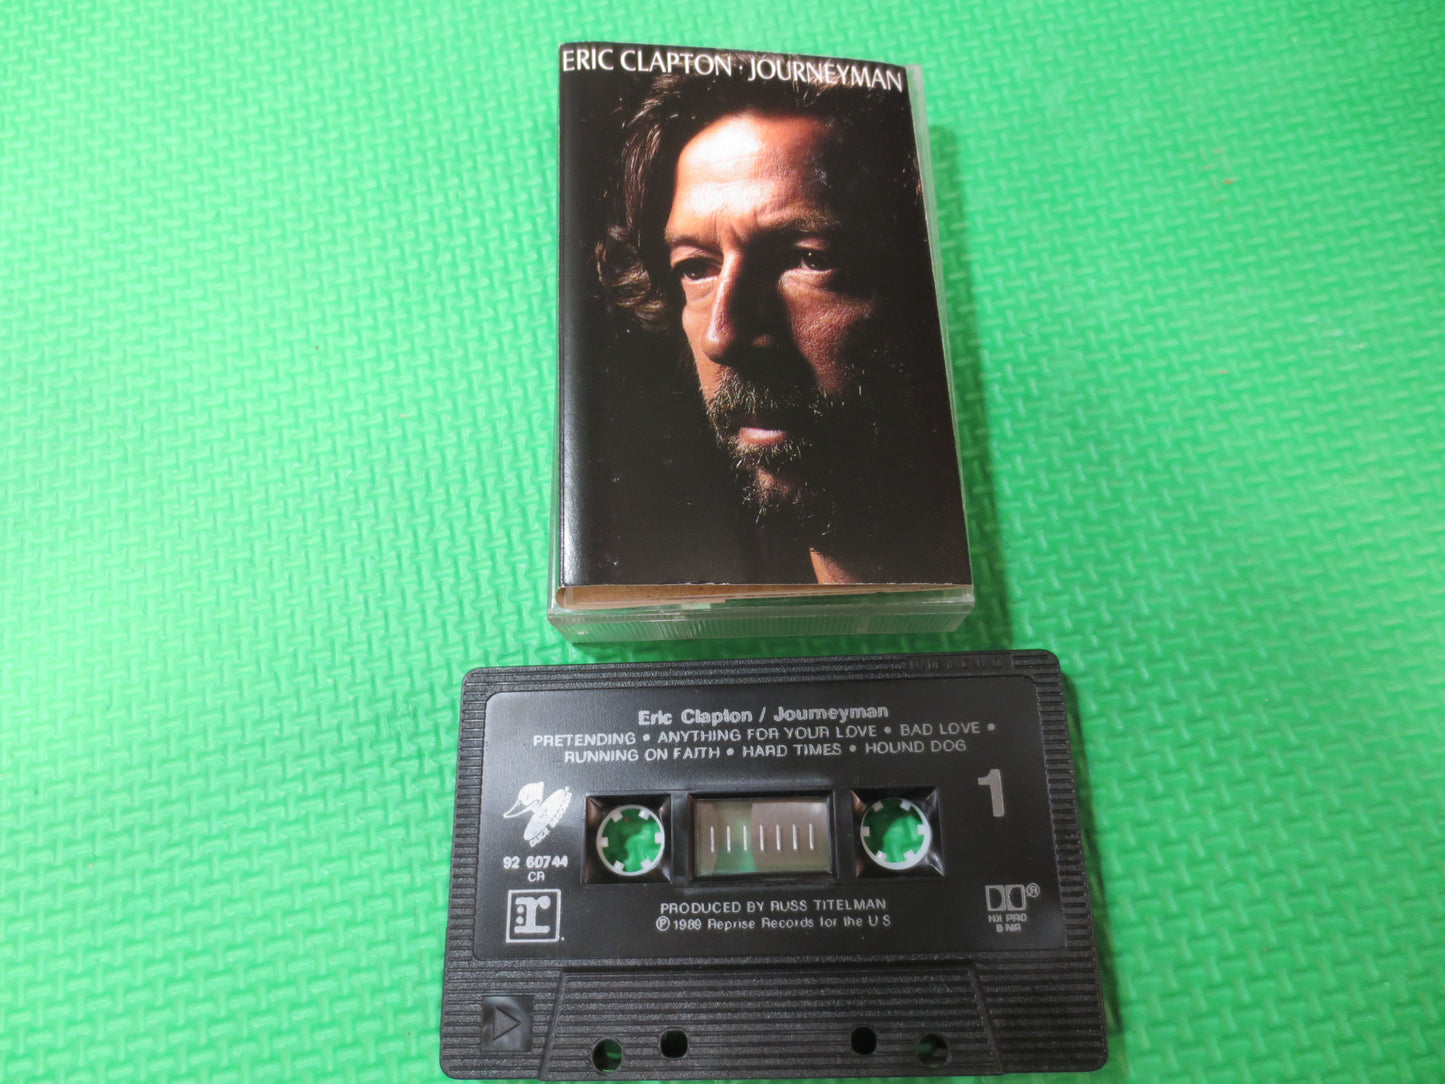 ERIC CLAPTON · JOURNEYMAN
Eric Clapton / Journeyman
PRETENDING • ANYTHING FOR YOUR LOVE • BAD LOVE •
RUNNING ON FAITH • HARD TIMES • HOUND DOG
1
92 60744
CR
r
PRODUCED BY RUSS TITELMAN
℗ 1989 Reprise Records for the U S
HX PRO
B NR